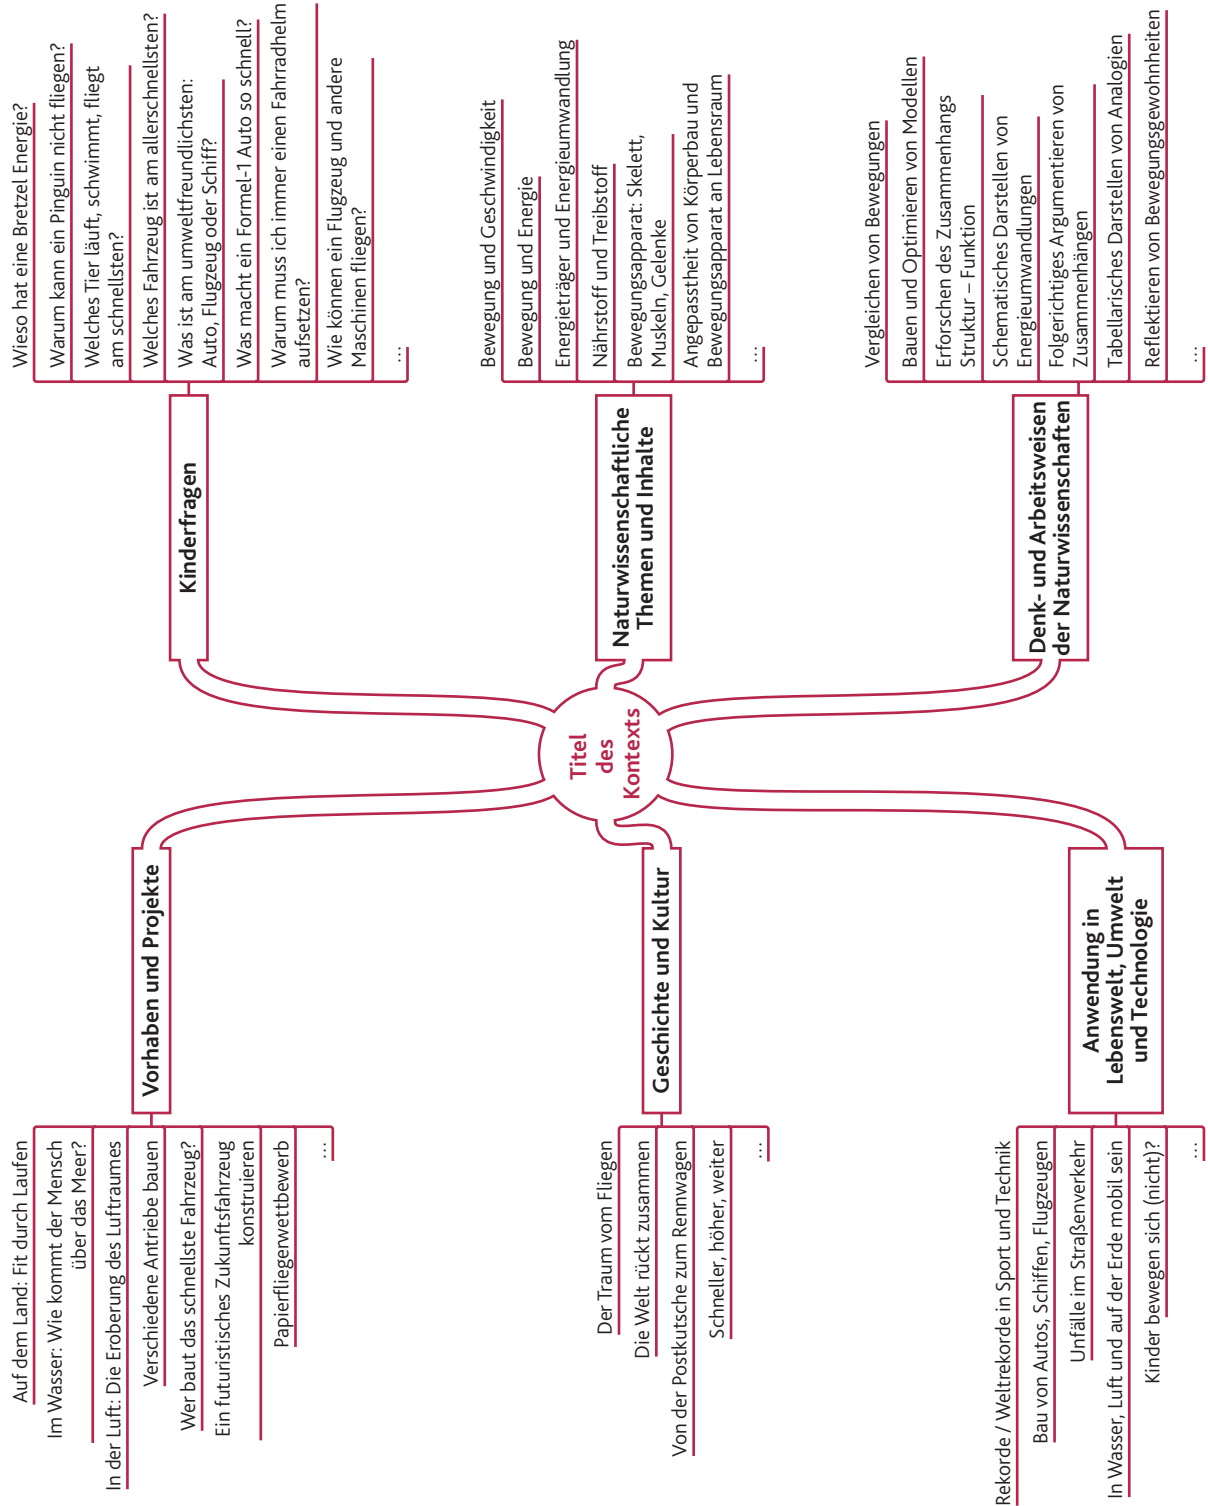 Auf dem Land: Fit durch Laufen
Im Wasser: Wie kommt der Mensch
über das Meer?
In der Luft: Die Eroberung des Luftraumes
Verschiedene Antriebe bauen
Wer baut das schnellste Fahrzeug?
Ein futuristisches Zukunftsfahrzeug
konstruieren
Papierfliegerwettbewerb
...
Vorhaben und Projekte
Der Traum vom Fliegen
Die Welt rückt zusammen
Von der Postkutsche zum Rennwagen
Schneller, höher, weiter
...
Geschichte und Kultur
Rekorde / Weltrekorde in Sport und Technik
Bau von Autos, Schiffen, Flugzeugen
Unfälle im Straßenverkehr
In Wasser, Luft und auf der Erde mobil sein
Kinder bewegen sich (nicht)?
...
Anwendung in
Lebenswelt, Umwelt
und Technologie
Titel
des
Kontexts
Kinderfragen
Wieso hat eine Bretzel Energie?
Warum kann ein Pinguin nicht fliegen?
Welches Tier läuft, schwimmt, fliegt
am schnellsten?
Welches Fahrzeug ist am allerschnellsten?
Was ist am umweltfreundlichsten:
Auto, Flugzeug oder Schiff?
Was macht ein Formel-1 Auto so schnell?
Warum muss ich immer einen Fahrradhelm
aufsetzen?
Wie können ein Flugzeug und andere
Maschinen fliegen?
...
Naturwissenschaftliche
Themen und Inhalte
Bewegung und Geschwindigkeit
Bewegung und Energie
Energieträger und Energieumwandlung
Nährstoff und Treibstoff
Bewegungsapparat: Skelett,
Muskeln, Gelenke
Angepasstheit von Körperbau und
Bewegungsapparat an Lebensraum
...
Denk- und Arbeitsweisen
der Naturwissenschaften
Vergleichen von Bewegungen
Bauen und Optimieren von Modellen
Erforschen des Zusammenhangs
Struktur – Funktion
Schematisches Darstellen von
Energieumwandlungen
Folgerichtiges Argumentieren von
Zusammenhängen
Tabellarisches Darstellen von Analogien
Reflektieren von Bewegungsgewohnheiten
...